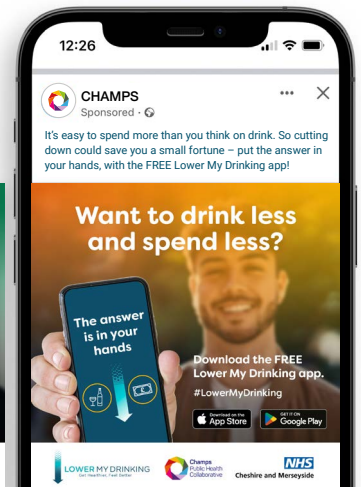 12:26
CHAMPS
Sponsored ·
It's easy to spend more than you think on drink. So cutting
down could save you a small fortune – put the answer in
your hands, with the FREE Lower My Drinking app!
Want to drink less
and spend less?
The answer
is in your
hands
Download the FREE
Lower My Drinking app.
#LowerMyDrinking
Download on the
App Store
GET IT ON
Google Play
LOWER MY DRINKING
Get Healthier, Feel Better
Champs
Public Health
Collaborative
NHS
Cheshire and Merseyside